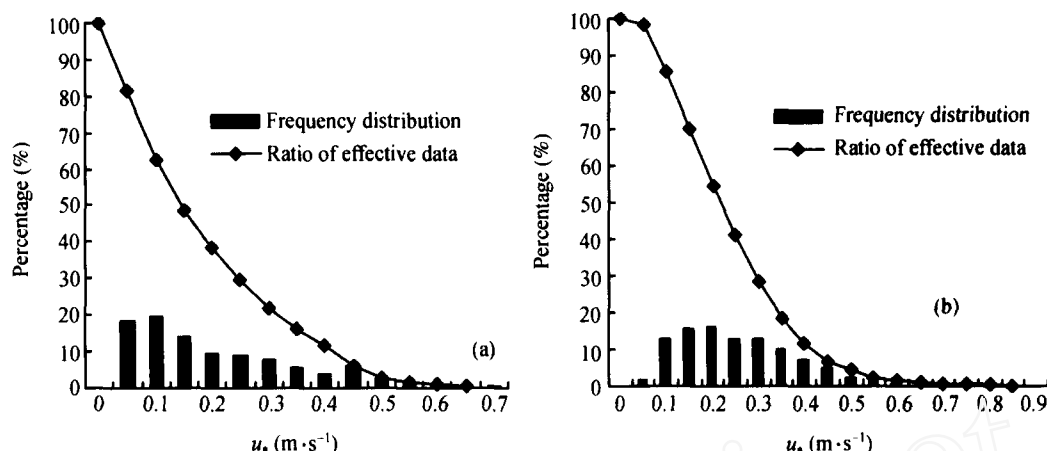 100
90
80
70
60
50
40
30
20
10
0
Percentage (%)
Frequency distribution
Ratio of effective data
(a)
0 0.1 0.2 0.3 0.4 0.5 0.6 0.7
u* (m·s⁻¹)
100
90
80
70
60
50
40
30
20
10
0
Percentage (%)
Frequency distribution
Ratio of effective data
(b)
0 0.1 0.2 0.3 0.4 0.5 0.6 0.7 0.8 0.9
u* (m·s⁻¹)